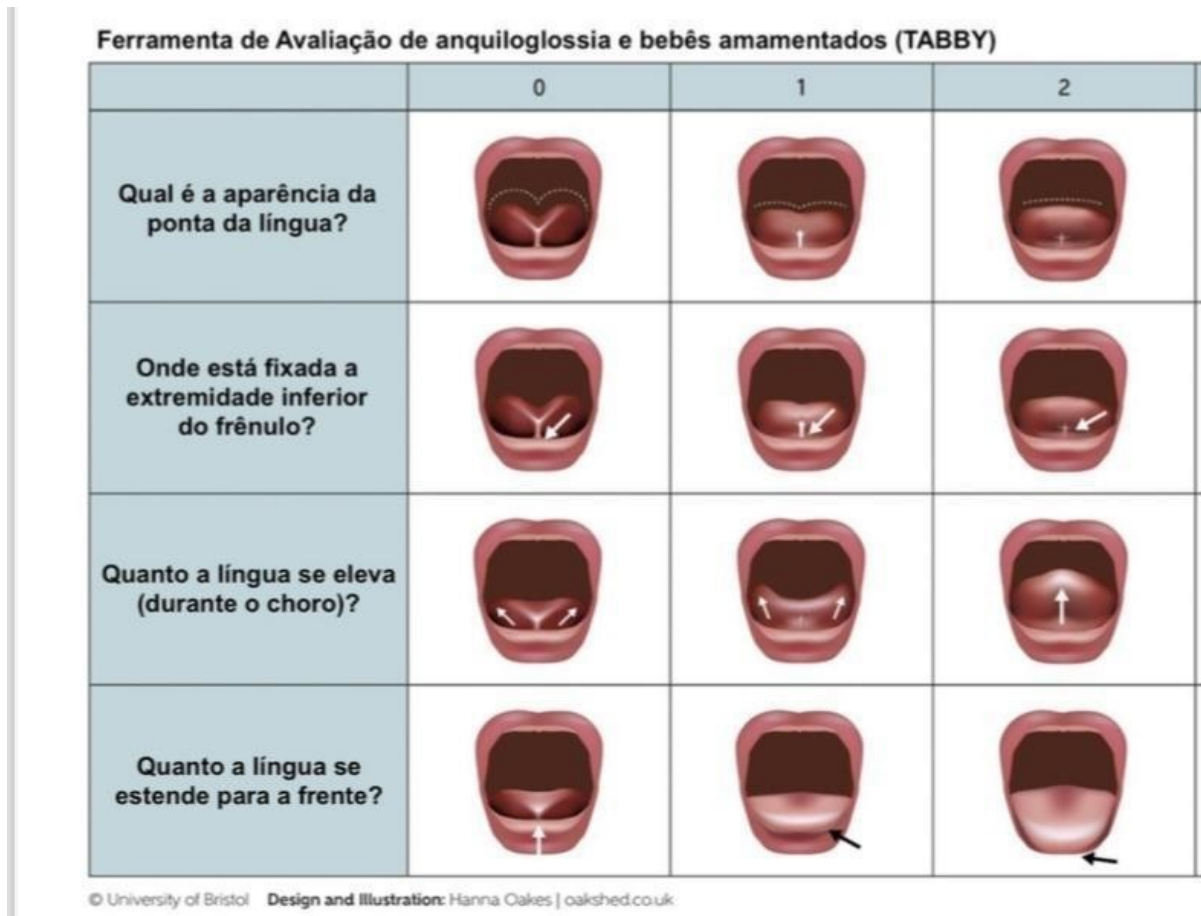 Ferramenta de Avaliação de anquiloglossia e bebês amamentados (TABBY)
0 1 2
Qual é a aparência da
ponta da língua?
Onde está fixada a
extremidade inferior
do frênulo?
Quanto a língua se eleva
(durante o choro)?
Quanto a língua se
estende para a frente?
© University of Bristol Design and Illustration: Hanna Oakes | oakshed.co.uk